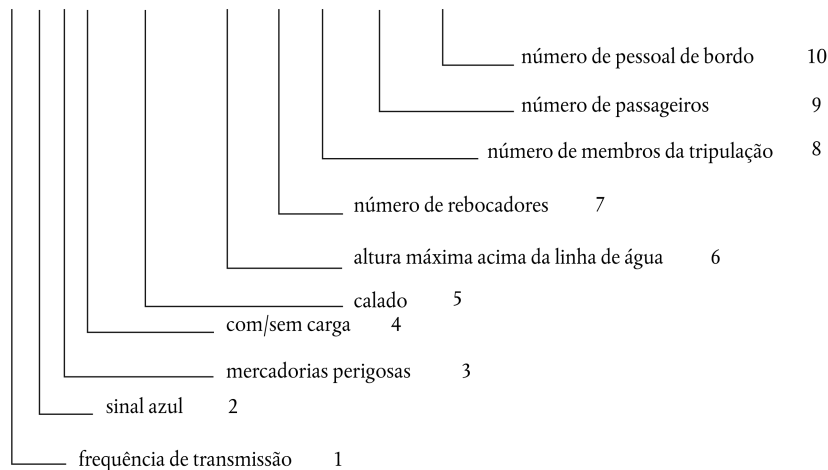 número de pessoal de bordo 10
número de passageiros 9
número de membros da tripulação 8
número de rebocadores 7
altura máxima acima da linha de água 6
calado 5
com/sem carga 4
mercadorias perigosas 3
sinal azul 2
frequência de transmissão 1